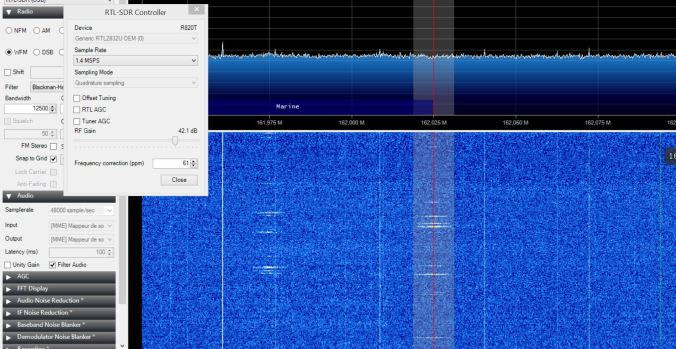 RTL-SDR (USB)
Radio
NFM AM
WFM DSB
Shift
Filter Blackman-Ha
Bandwidth
12500
Squelch
50
FM Stereo
Snap to Grid
Lock Carrier
Anti-Fading
Audio
Samplerate 48000 sample/sec
Input [MME] Mappeur de so
Output [MME] Mappeur de so
Latency (ms) 100
Unity Gain Filter Audio
AGC
FFT Display
Audio Noise Reduction *
IF Noise Reduction *
Baseband Noise Blanker *
Demodulator Noise Blanker *
Recording *
RTL-SDR Controller
Device R820T
Generic RTL2832U OEM (0)
Sample Rate
1.4 MSPS
Sampling Mode
Quadrature sampling
Offset Tuning
RTL AGC
Tuner AGC
RF Gain 42.1 dB
Frequency correction (ppm) 61
Close
Marine
161,975 M 162,000 M 162,025 M 162,050 M 162,075 M